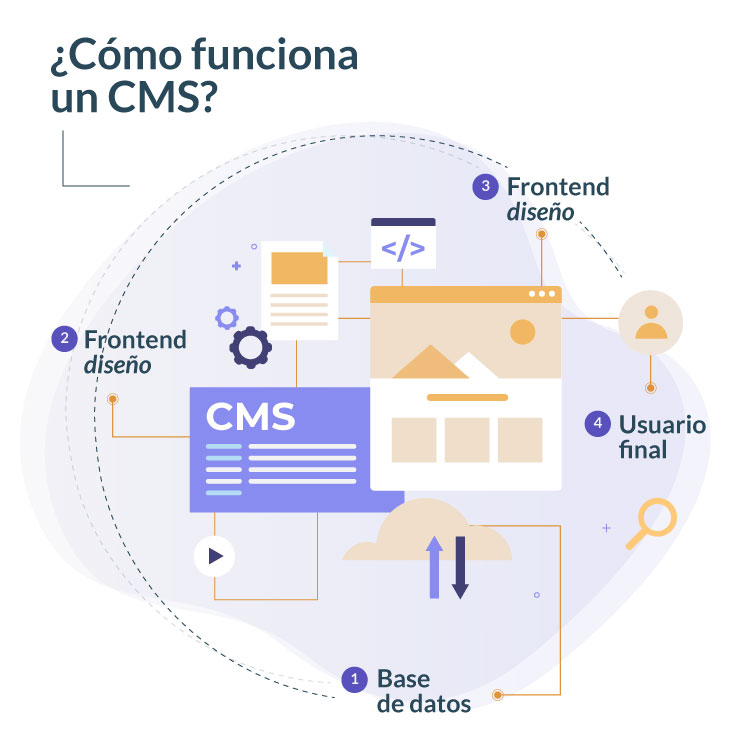 ¿Cómo funciona
un CMS?
3 Frontend
diseño
</>
2 Frontend
diseño
CMS
4 Usuario
final
1 Base
de datos